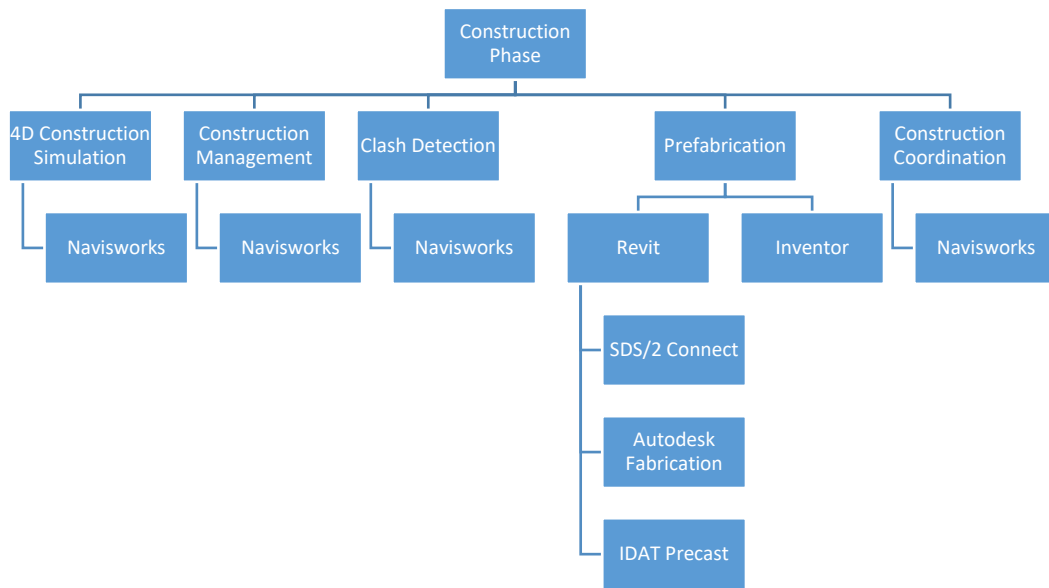 Construction
Phase
4D Construction
Simulation
Construction
Management
Clash Detection
Prefabrication
Construction
Coordination
Navisworks
Navisworks
Navisworks
Revit
Inventor
Navisworks
SDS/2 Connect
Autodesk
Fabrication
IDAT Precast